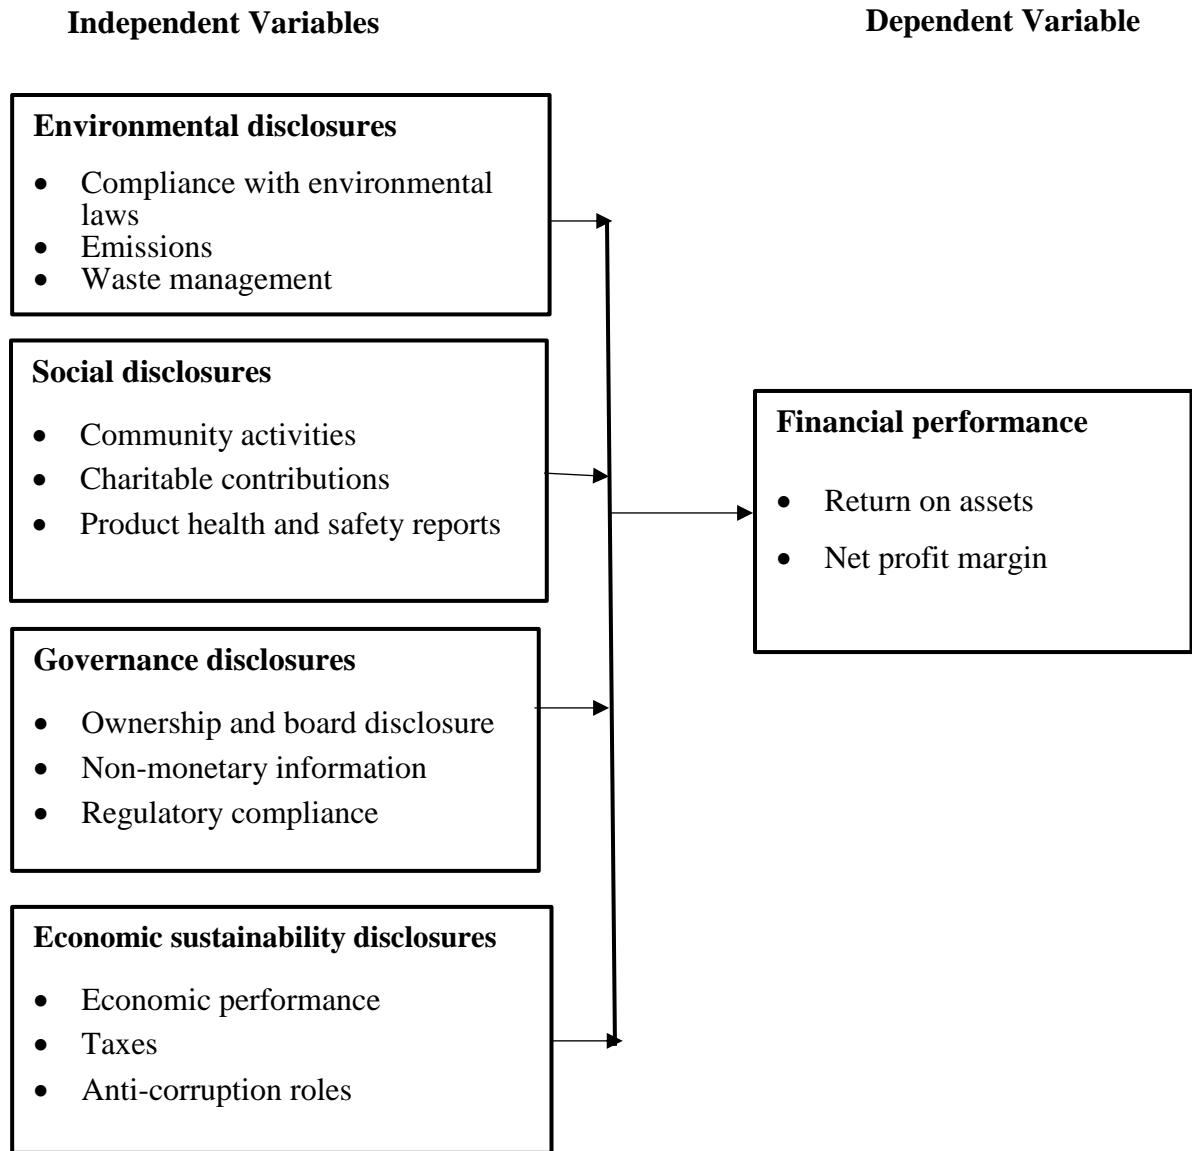 Independent Variables
Dependent Variable
Environmental disclosures
• Compliance with environmental
laws
• Emissions
• Waste management
Social disclosures
• Community activities
• Charitable contributions
• Product health and safety reports
Financial performance
• Return on assets
• Net profit margin
Governance disclosures
• Ownership and board disclosure
• Non-monetary information
• Regulatory compliance
Economic sustainability disclosures
• Economic performance
• Taxes
• Anti-corruption roles